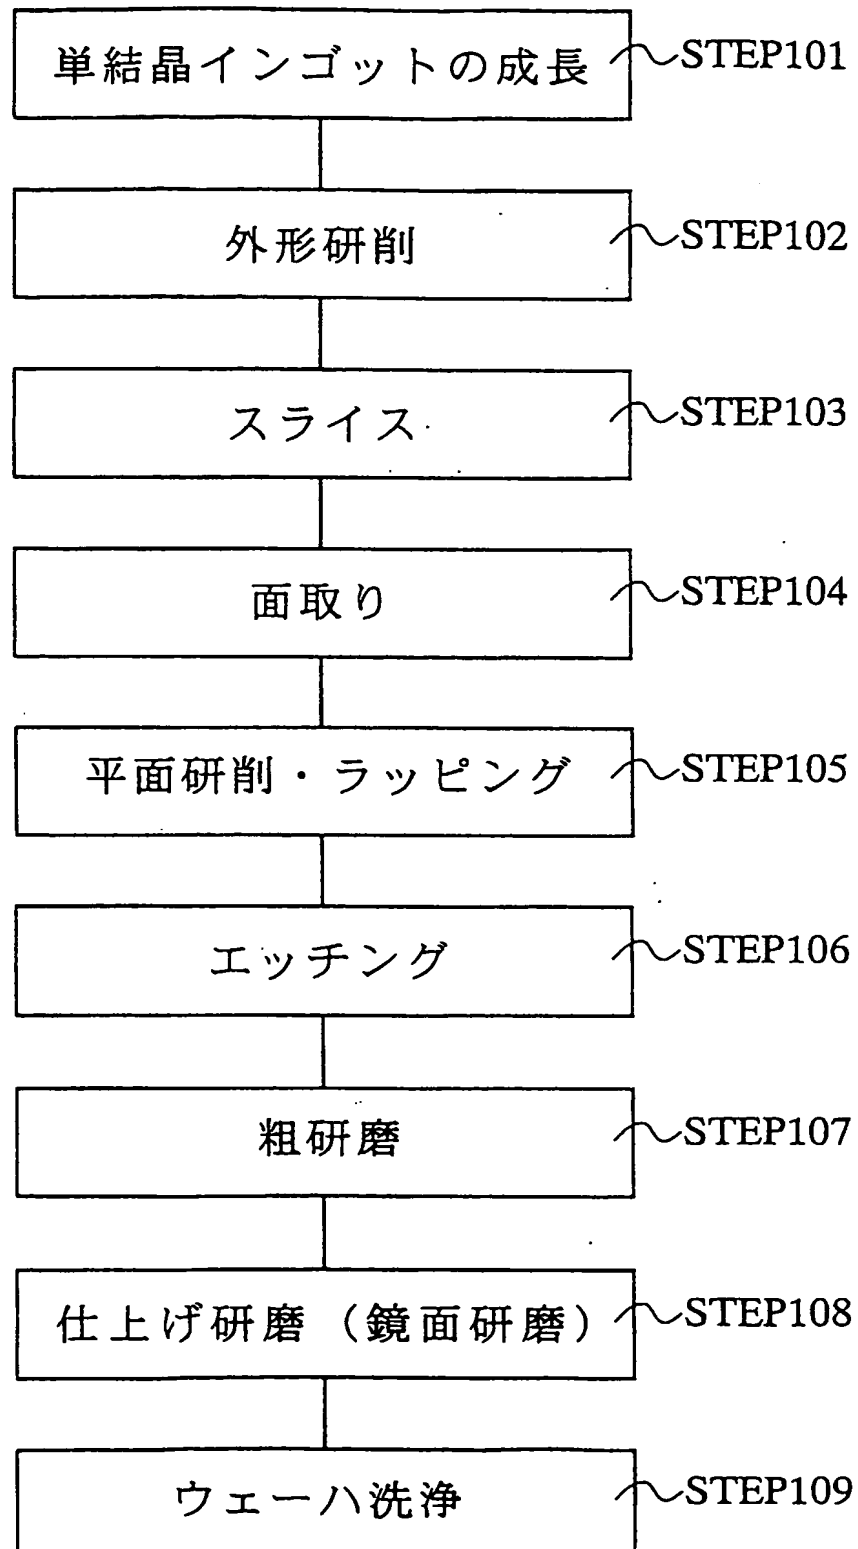 単結晶インゴットの成長 STEP101
外形研削 STEP102
スライス STEP103
面取り STEP104
平面研削・ラッピング STEP105
エッチング STEP106
粗研磨 STEP107
仕上げ研磨（鏡面研磨） STEP108
ウェーハ洗浄 STEP109